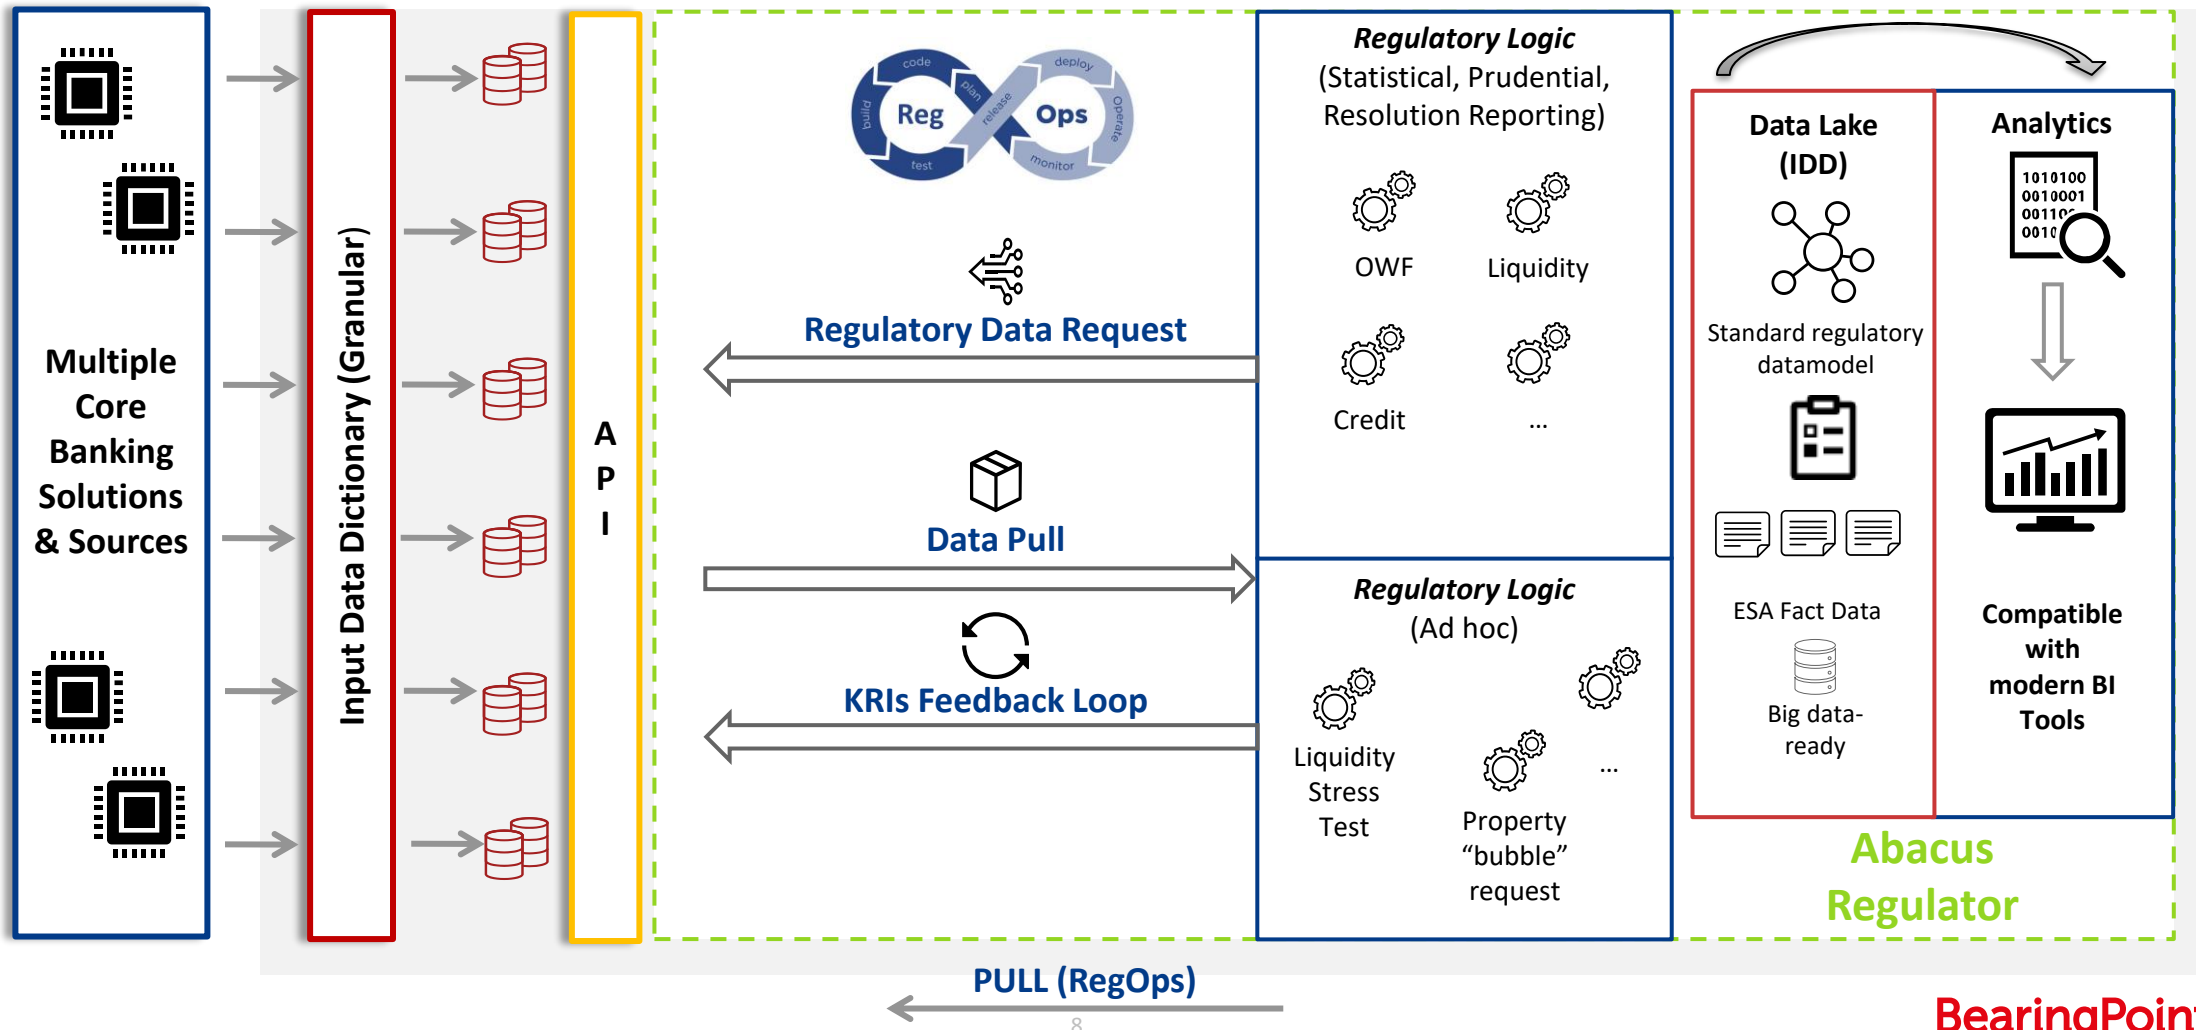 Multiple
Core
Banking
Solutions
& Sources
Input Data Dictionary (Granular)
A
P
I
code
plan
build
test
Reg
release
deploy
Operate
monitor
Ops
Regulatory Data Request
Data Pull
KRIs Feedback Loop
Regulatory Logic
(Statistical, Prudential,
Resolution Reporting)
OWF
Liquidity
Credit
...
Regulatory Logic
(Ad hoc)
Liquidity
Stress
Test
Property
“bubble”
request
...
Data Lake
(IDD)
Standard regulatory
datamodel
ESA Fact Data
Big data-
ready
Analytics
1010100
0010001
00110
0010
Compatible
with
modern BI
Tools
Abacus
Regulator
PULL (RegOps)
8
BearingPoint